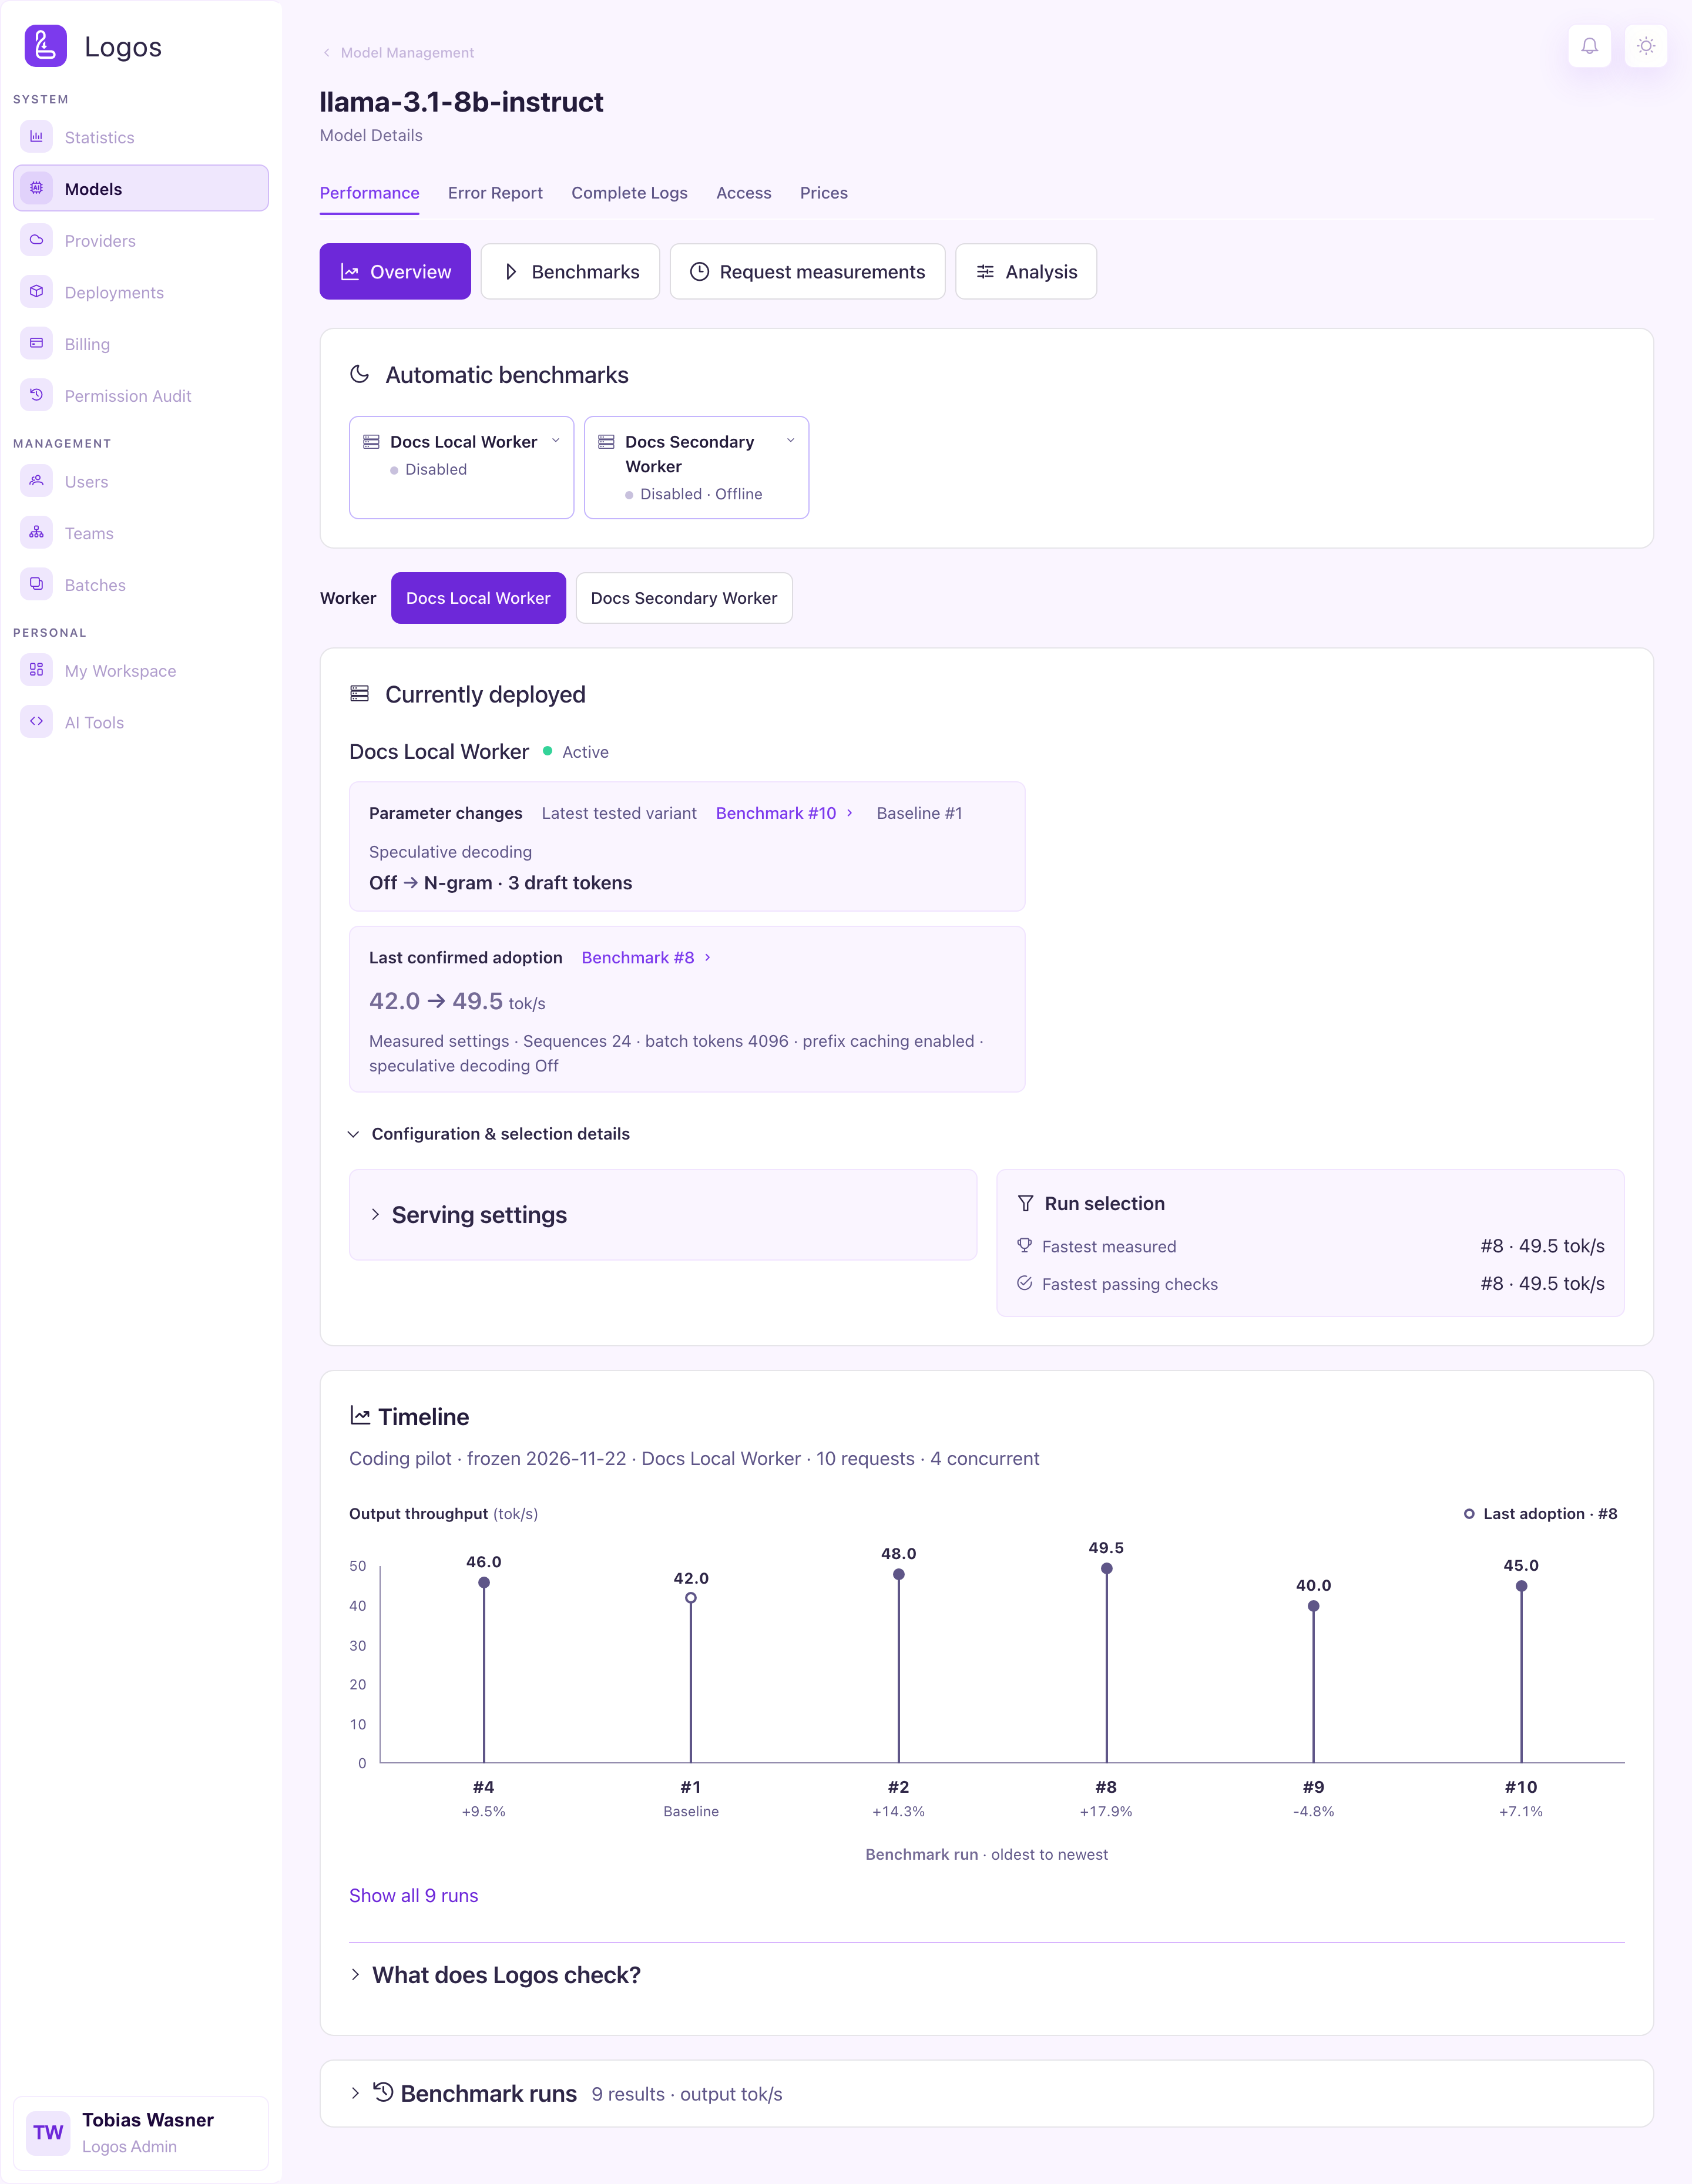 Logos
SYSTEM
Statistics
Models
Providers
Deployments
Billing
Permission Audit
MANAGEMENT
Users
Teams
Batches
PERSONAL
My Workspace
AI Tools
TW
Tobias Wasner
Logos Admin
Model Management
llama-3.1-8b-instruct
Model Details
Performance Error Report Complete Logs Access Prices
Overview Benchmarks Request measurements Analysis
Automatic benchmarks
Docs Local Worker
Disabled
Docs Secondary
Worker
Disabled · Offline
Worker Docs Local Worker Docs Secondary Worker
Currently deployed
Docs Local Worker Active
Parameter changes Latest tested variant Benchmark #10 Baseline #1
Speculative decoding
Off → N-gram · 3 draft tokens
Last confirmed adoption Benchmark #8
42.0 → 49.5 tok/s
Measured settings · Sequences 24 · batch tokens 4096 · prefix caching enabled ·
speculative decoding Off
Configuration & selection details
Serving settings
Run selection
Fastest measured #8 · 49.5 tok/s
Fastest passing checks #8 · 49.5 tok/s
Timeline
Coding pilot · frozen 2026-11-22 · Docs Local Worker · 10 requests · 4 concurrent
Output throughput (tok/s) Last adoption · #8
50
40
30
20
10
0
46.0 42.0 48.0 49.5 40.0 45.0
#4 #1 #2 #8 #9 #10
+9.5% Baseline +14.3% +17.9% -4.8% +7.1%
Benchmark run · oldest to newest
Show all 9 runs
What does Logos check?
Benchmark runs 9 results · output tok/s